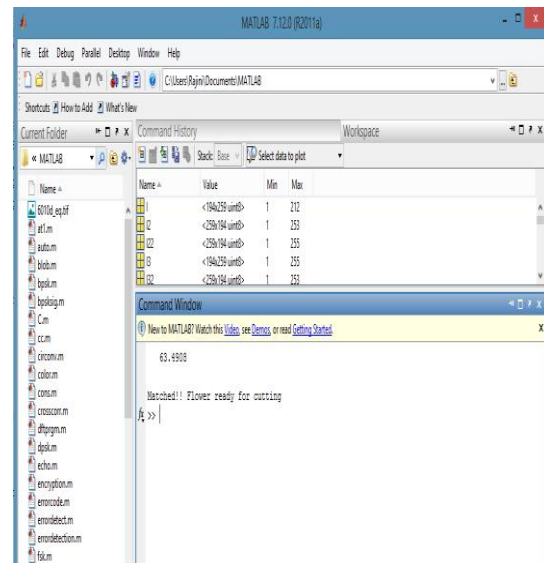 MATLAB 7.12.0 (R2011a)
File Edit Debug Parallel Desktop Window Help
C:\Users\Rajini\Documents\MATLAB
Shortcuts How to Add What's New
Current Folder
« MATLAB
Name
6010d_eq.tif
at1.m
auto.m
blob.m
bpsk.m
bpsksig.m
C.m
cc.m
circonv.m
color.m
cons.m
crosscorr.m
dftprgm.m
dpsk.m
echo.m
encryption.m
errorcode.m
errordetect.m
errordetection.m
fsk.m
Command History Workspace
Stack: Base Select data to plot
Name Value Min Max
I <194x259 uint8> 1 212
I2 <259x194 uint8> 1 253
I22 <259x194 uint8> 1 255
I3 <194x259 uint8> 1 255
I32 <259x194 uint8> 1 253
Command Window
New to MATLAB? Watch this Video, see Demos, or read Getting Started.
63.4908
Matched!! Flower ready for cutting
fx >>